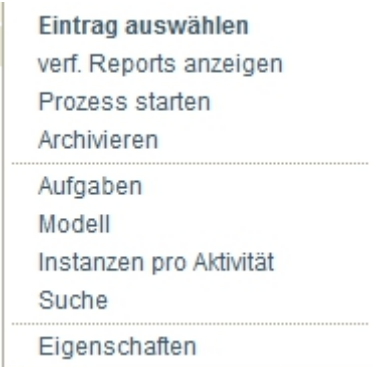 Eintrag auswählen
verf. Reports anzeigen
Prozess starten
Archivieren
Aufgaben
Modell
Instanzen pro Aktivität
Suche
Eigenschaften